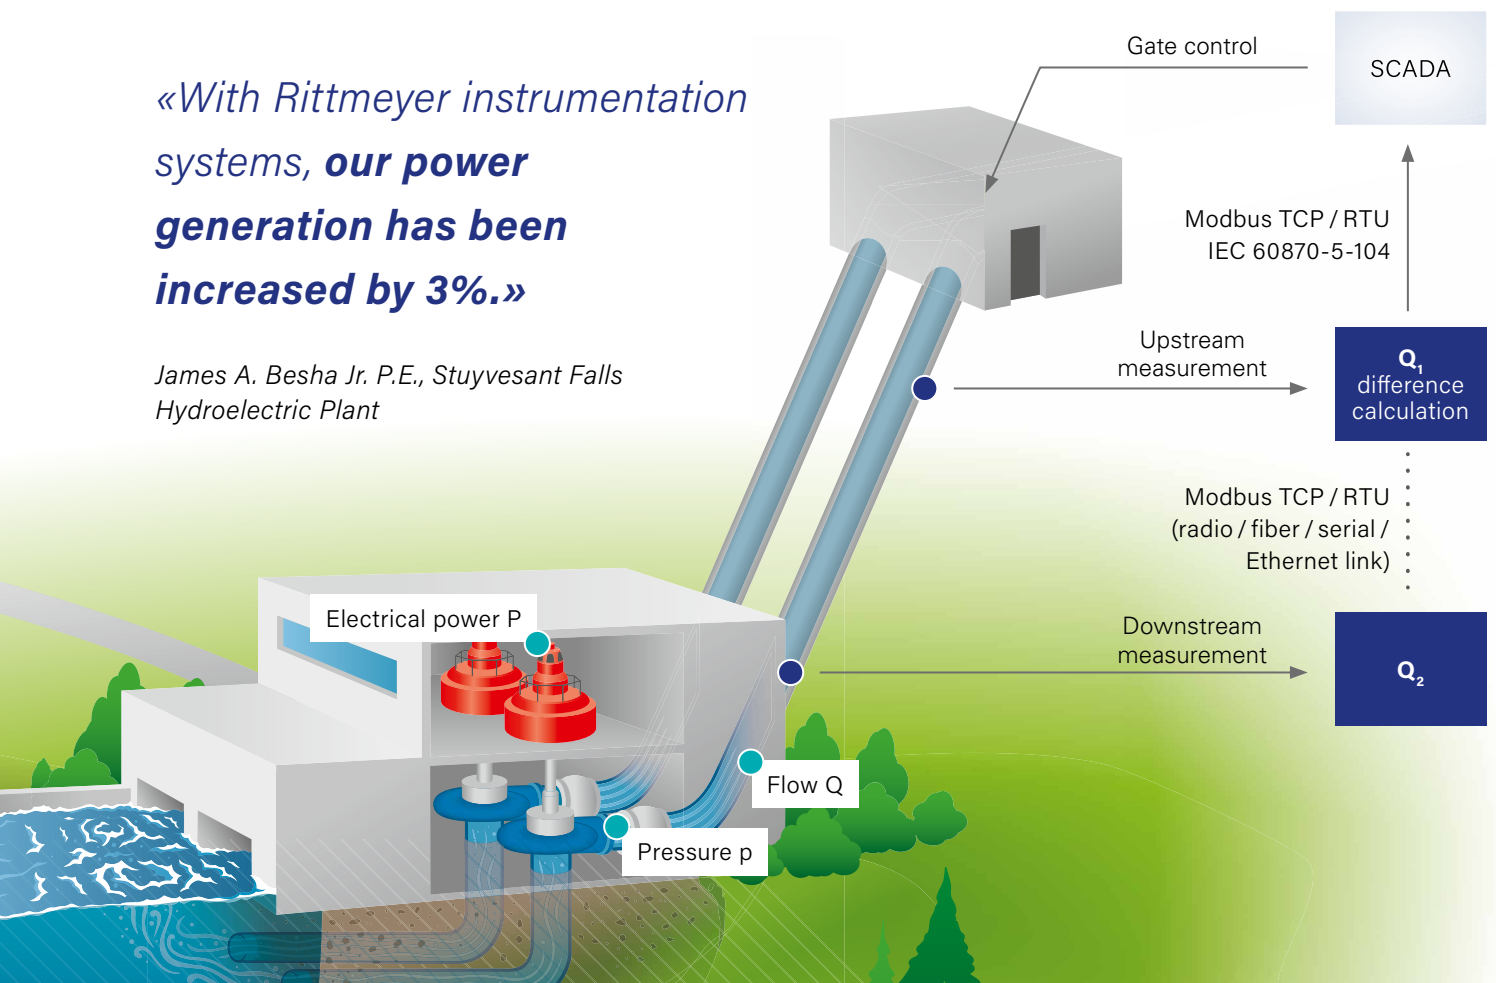 «With Rittmeyer instrumentation
systems, our power
generation has been
increased by 3%.»
James A. Besha Jr. P.E., Stuyvesant Falls
Hydroelectric Plant
Gate control
SCADA
Modbus TCP / RTU
IEC 60870-5-104
Upstream
measurement
Q₁
difference
calculation
Modbus TCP / RTU
(radio / fiber / serial /
Ethernet link)
Downstream
measurement
Q₂
Electrical power P
Flow Q
Pressure p